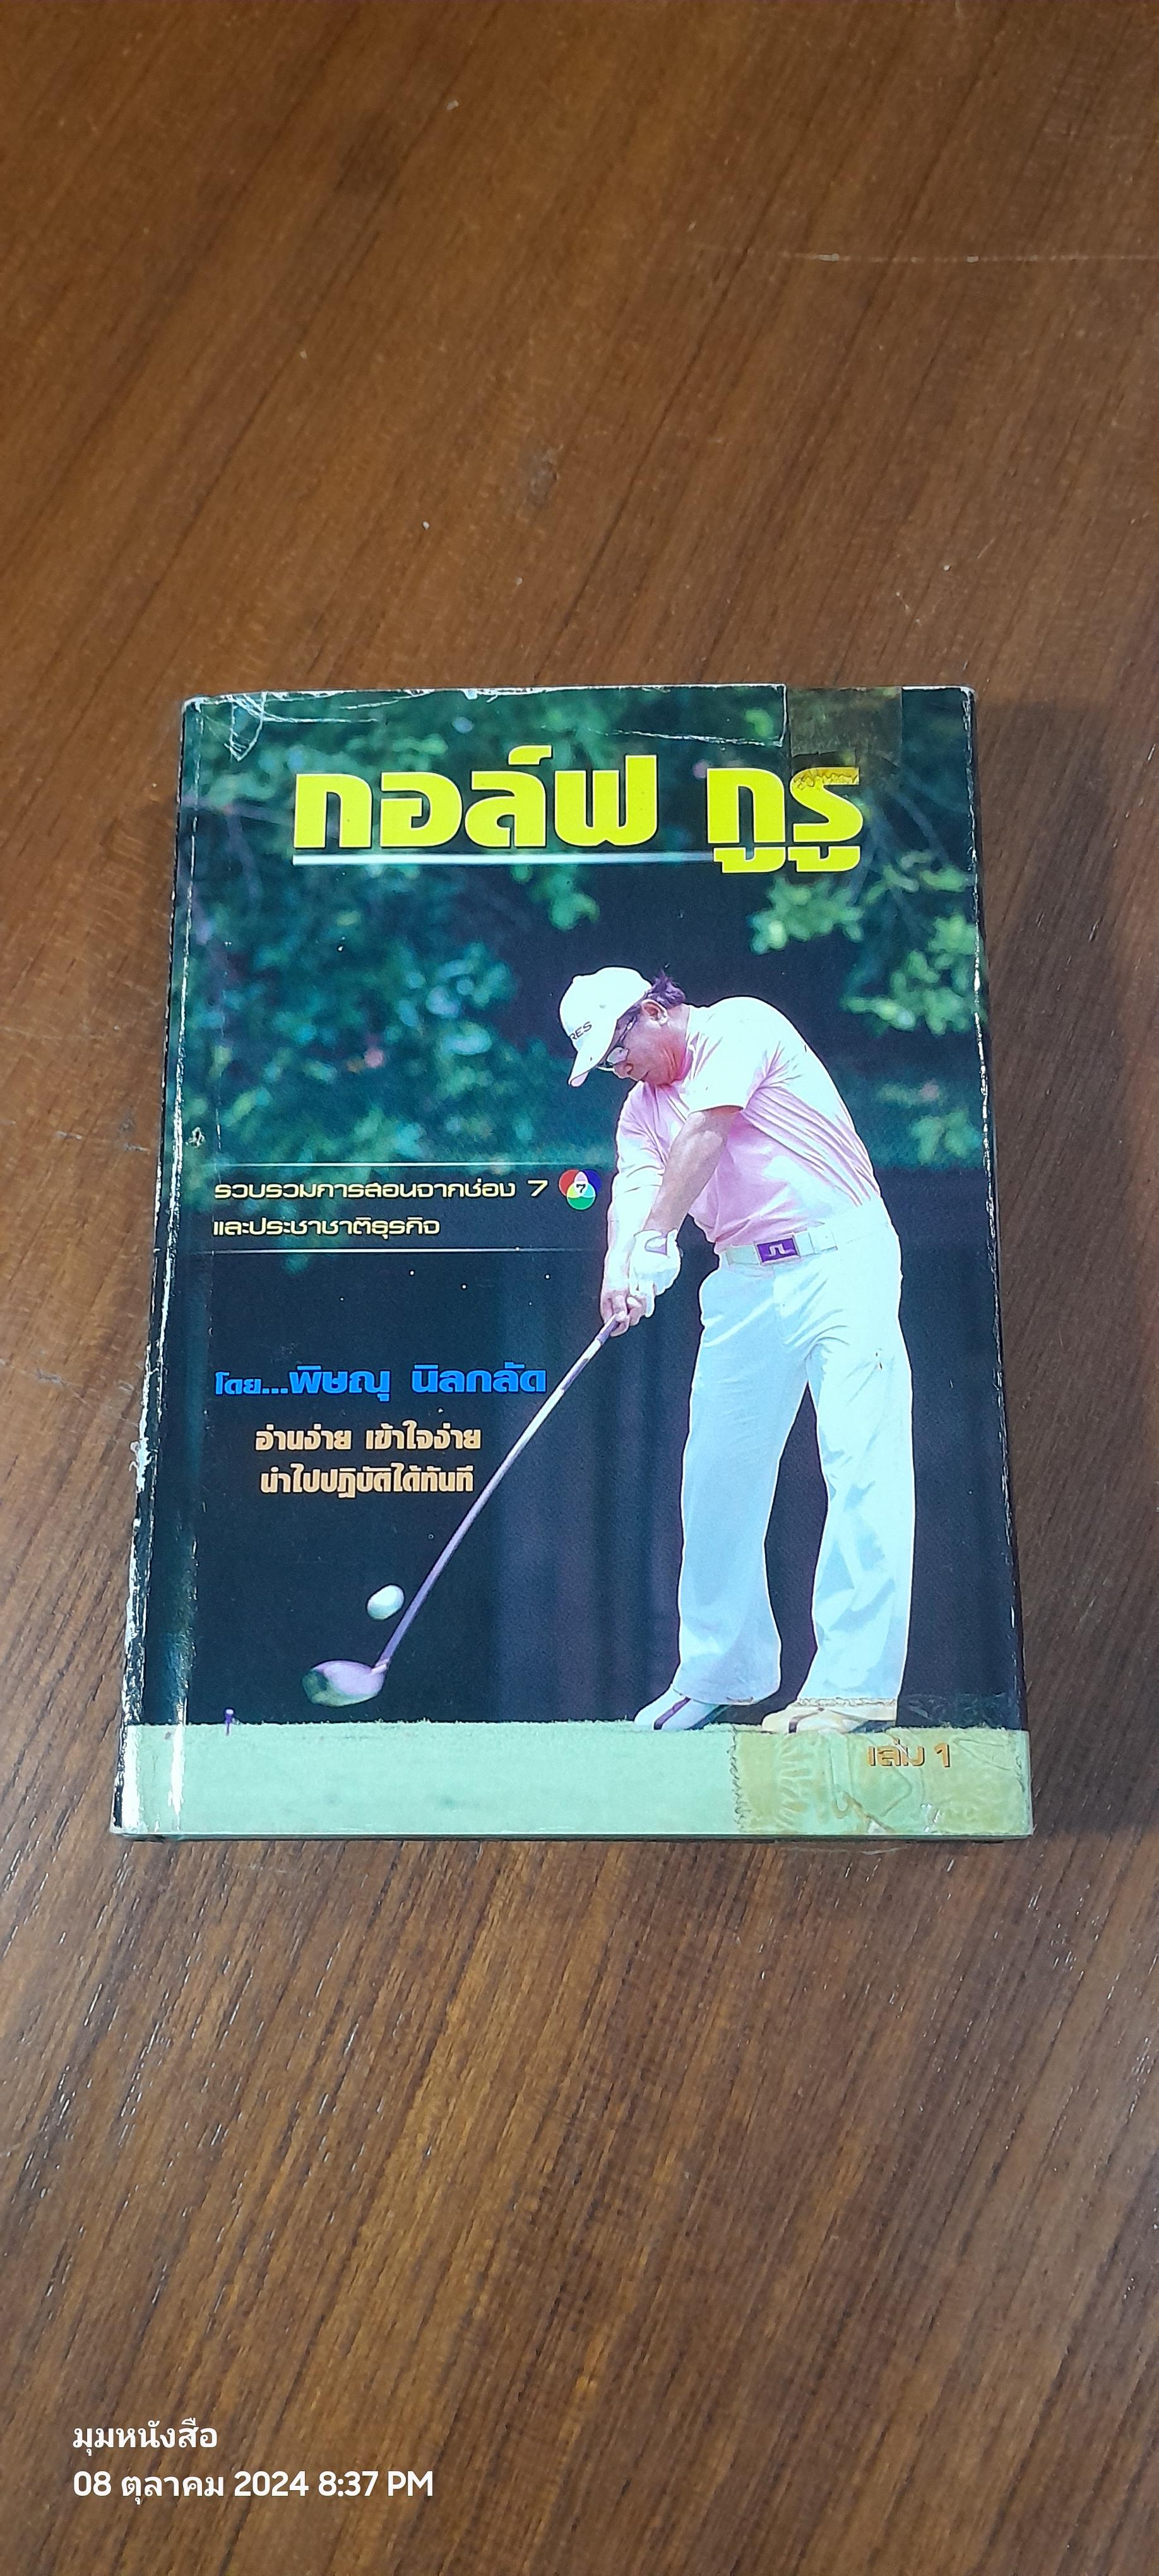 กอล์ฟ กูรู
RES
รวบรวมการสอนจากช่อง 7 7
และประชาชาติธุรกิจ
โดย...พิษณุ นิลกลัด
อ่านง่าย เข้าใจง่าย
นำไปปฏิบัติได้ทันที
เล่ม 1
มุมหนังสือ
08 ตุลาคม 2024 8:37 PM